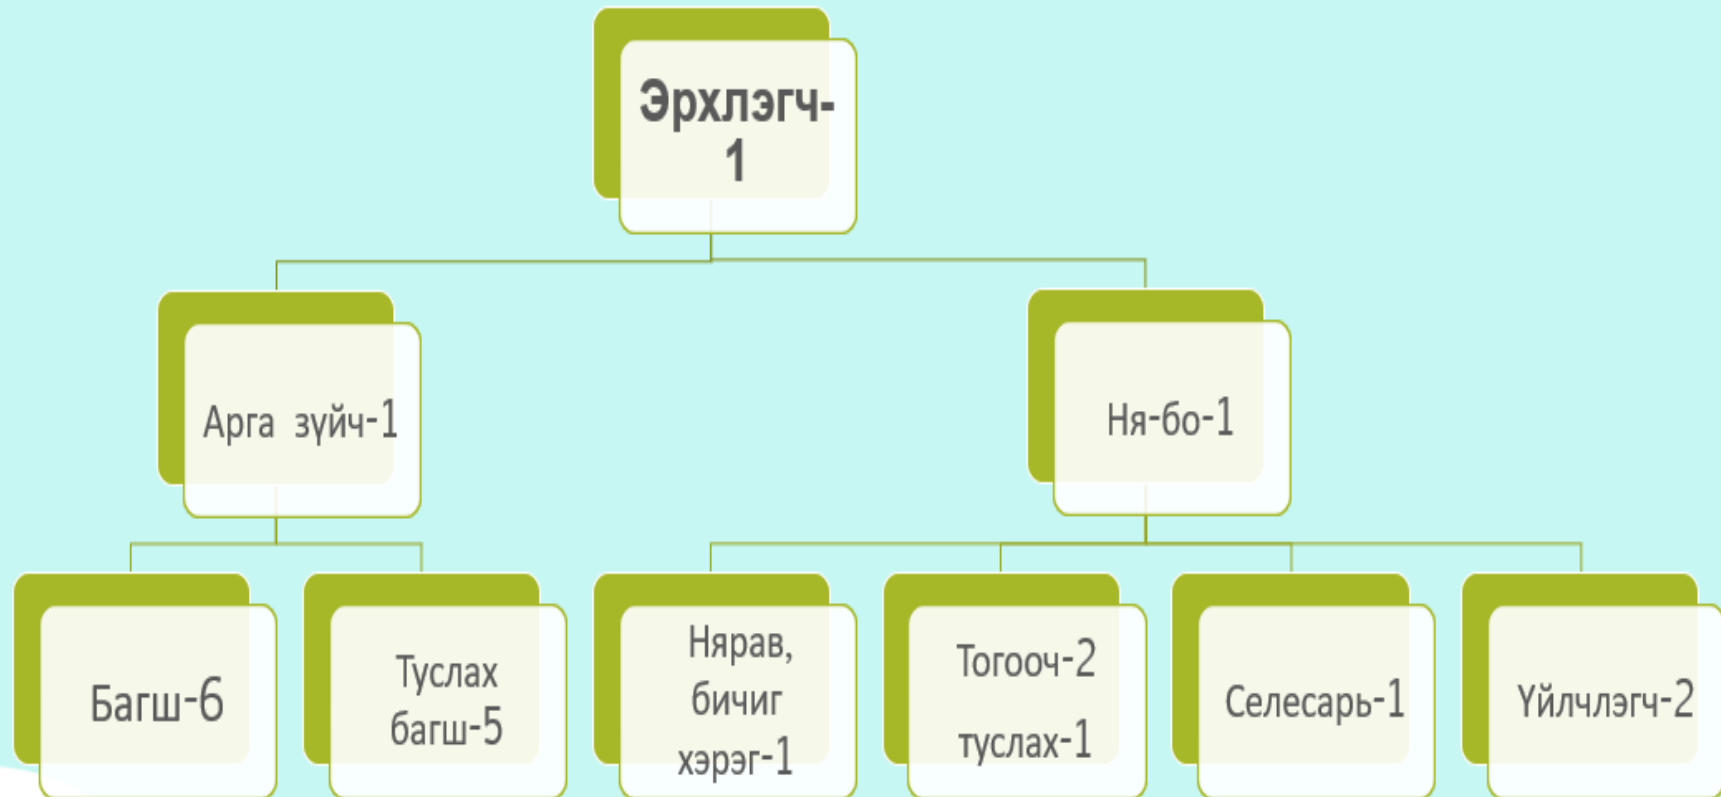 Эрхлэгч-
1
Арга зүйч-1
Ня-бо-1
Багш-6
Туслах
багш-5
Нярав,
бичиг
хэрэг-1
Тогооч-2
туслах-1
Селесарь-1
Үйлчлэгч-2